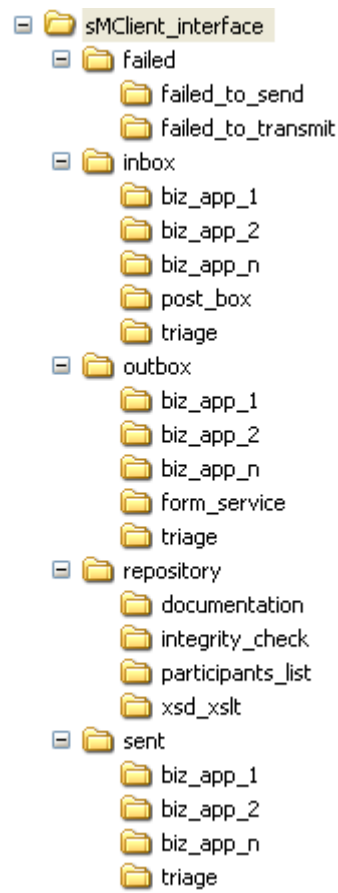 sMClient_interface
failed
failed_to_send
failed_to_transmit
inbox
biz_app_1
biz_app_2
biz_app_n
post_box
triage
outbox
biz_app_1
biz_app_2
biz_app_n
form_service
triage
repository
documentation
integrity_check
participants_list
xsd_xslt
sent
biz_app_1
biz_app_2
biz_app_n
triage